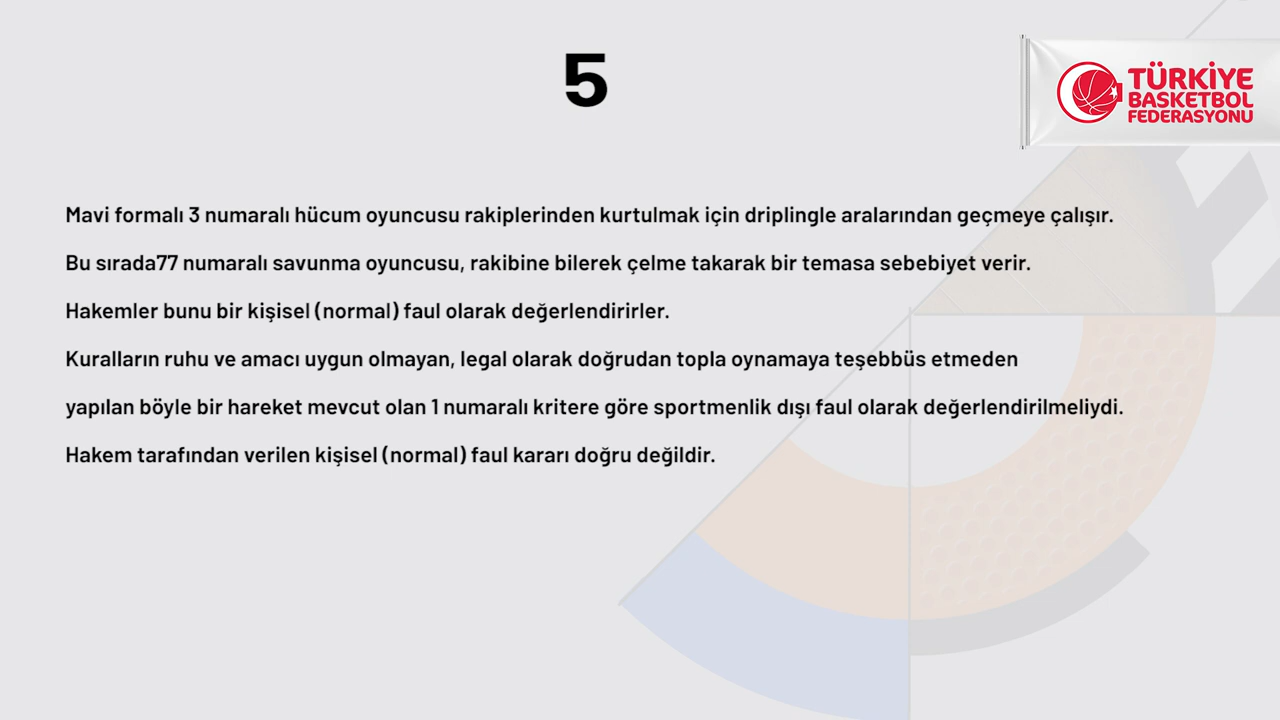 5
TÜRKİYE
BASKETBOL
FEDERASYONU
Mavi formalı 3 numaralı hücum oyuncusu rakiplerinden kurtulmak için driplingle aralarından geçmeye çalışır.
Bu sırada77 numaralı savunma oyuncusu, rakibine bilerek çelme takarak bir temasa sebebiyet verir.
Hakemler bunu bir kişisel (normal) faul olarak değerlendirirler.
Kuralların ruhu ve amacı uygun olmayan, legal olarak doğrudan topla oynamaya teşebbüs etmeden
yapılan böyle bir hareket mevcut olan 1 numaralı kritere göre sportmenlik dışı faul olarak değerlendirilmeliydi.
Hakem tarafından verilen kişisel (normal) faul kararı doğru değildir.